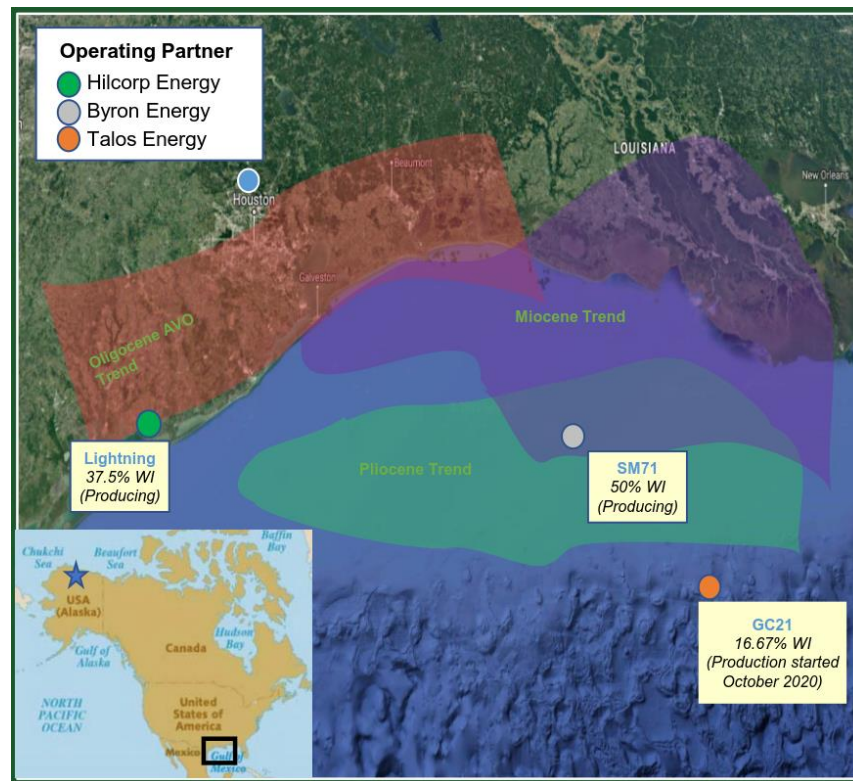 Operating Partner
Hilcorp Energy
Byron Energy
Talos Energy
LOUISIANA
Beaumont
New Orleans
Houston
Galveston
Oligocene AVO
Trend
Miocene Trend
Pliocene Trend
Lightning
37.5% WI
(Producing)
SM71
50% WI
(Producing)
GC21
16.67% WI
(Production started
October 2020)
Chukchi
Sea
Beaufort
Sea
Baffin
Bay
USA
(Alaska)
Gulf of
Alaska
Canada
Hudson
Bay
NORTH
PACIFIC
OCEAN
United
States of
America
Mexico
Gulf of
Mexico